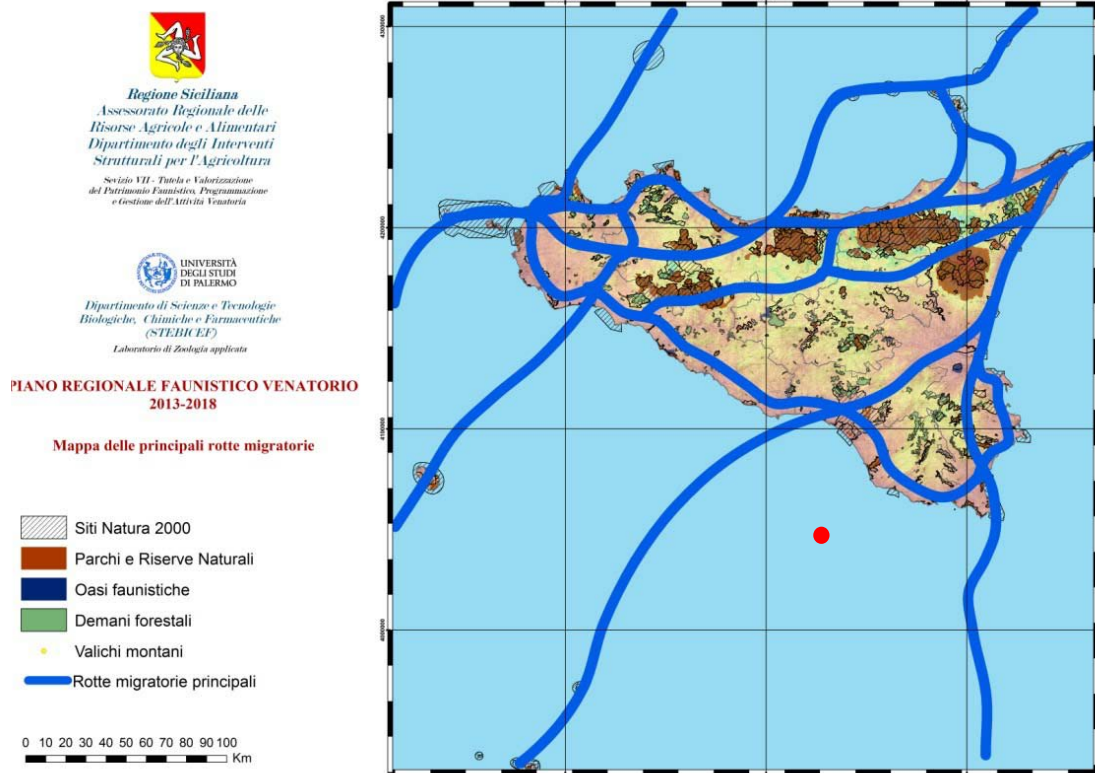 Regione Siciliana
Assessorato Regionale delle
Risorse Agricole e Alimentari
Dipartimento degli Interventi
Strutturali per l'Agricoltura
Sevizio VII - Tutela e Valorizzazione
del Patrimonio Faunistico, Programmazione
e Gestione dell'Attività Venatoria
UNIVERSITÀ
DEGLI STUDI
DI PALERMO
Dipartimento di Scienze e Tecnologie
Biologiche, Chimiche e Farmaceutiche
(STEBICEF)
Laboratorio di Zoologia applicata
PIANO REGIONALE FAUNISTICO VENATORIO
2013-2018
Mappa delle principali rotte migratorie
Siti Natura 2000
Parchi e Riserve Naturali
Oasi faunistiche
Demani forestali
Valichi montani
Rotte migratorie principali
0 10 20 30 40 50 60 70 80 90 100
Km
4300000
4200000
4100000
4000000